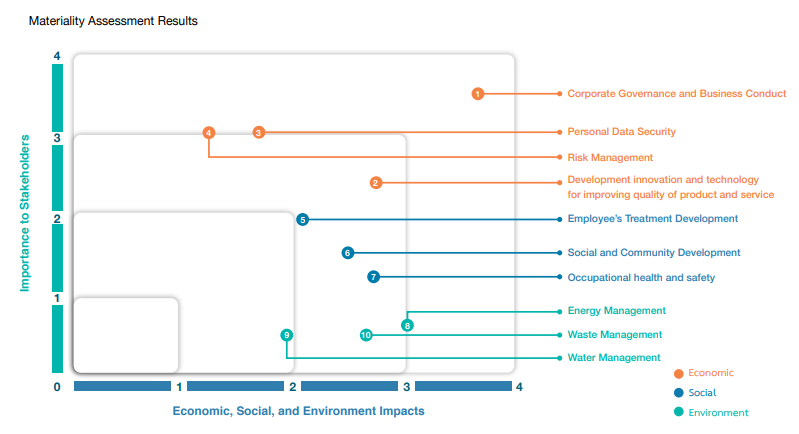 Materiality Assessment Results
4
3
2
1
0
1
2
3
4
Importance to Stakeholders
Economic, Social, and Environment Impacts
1
Corporate Governance and Business Conduct
4
3
Personal Data Security
Risk Management
2
Development innovation and technology
for improving quality of product and service
5
Employee's Treatment Development
6
Social and Community Development
7
Occupational health and safety
Energy Management
8
9
10
Waste Management
Water Management
Economic
Social
Environment